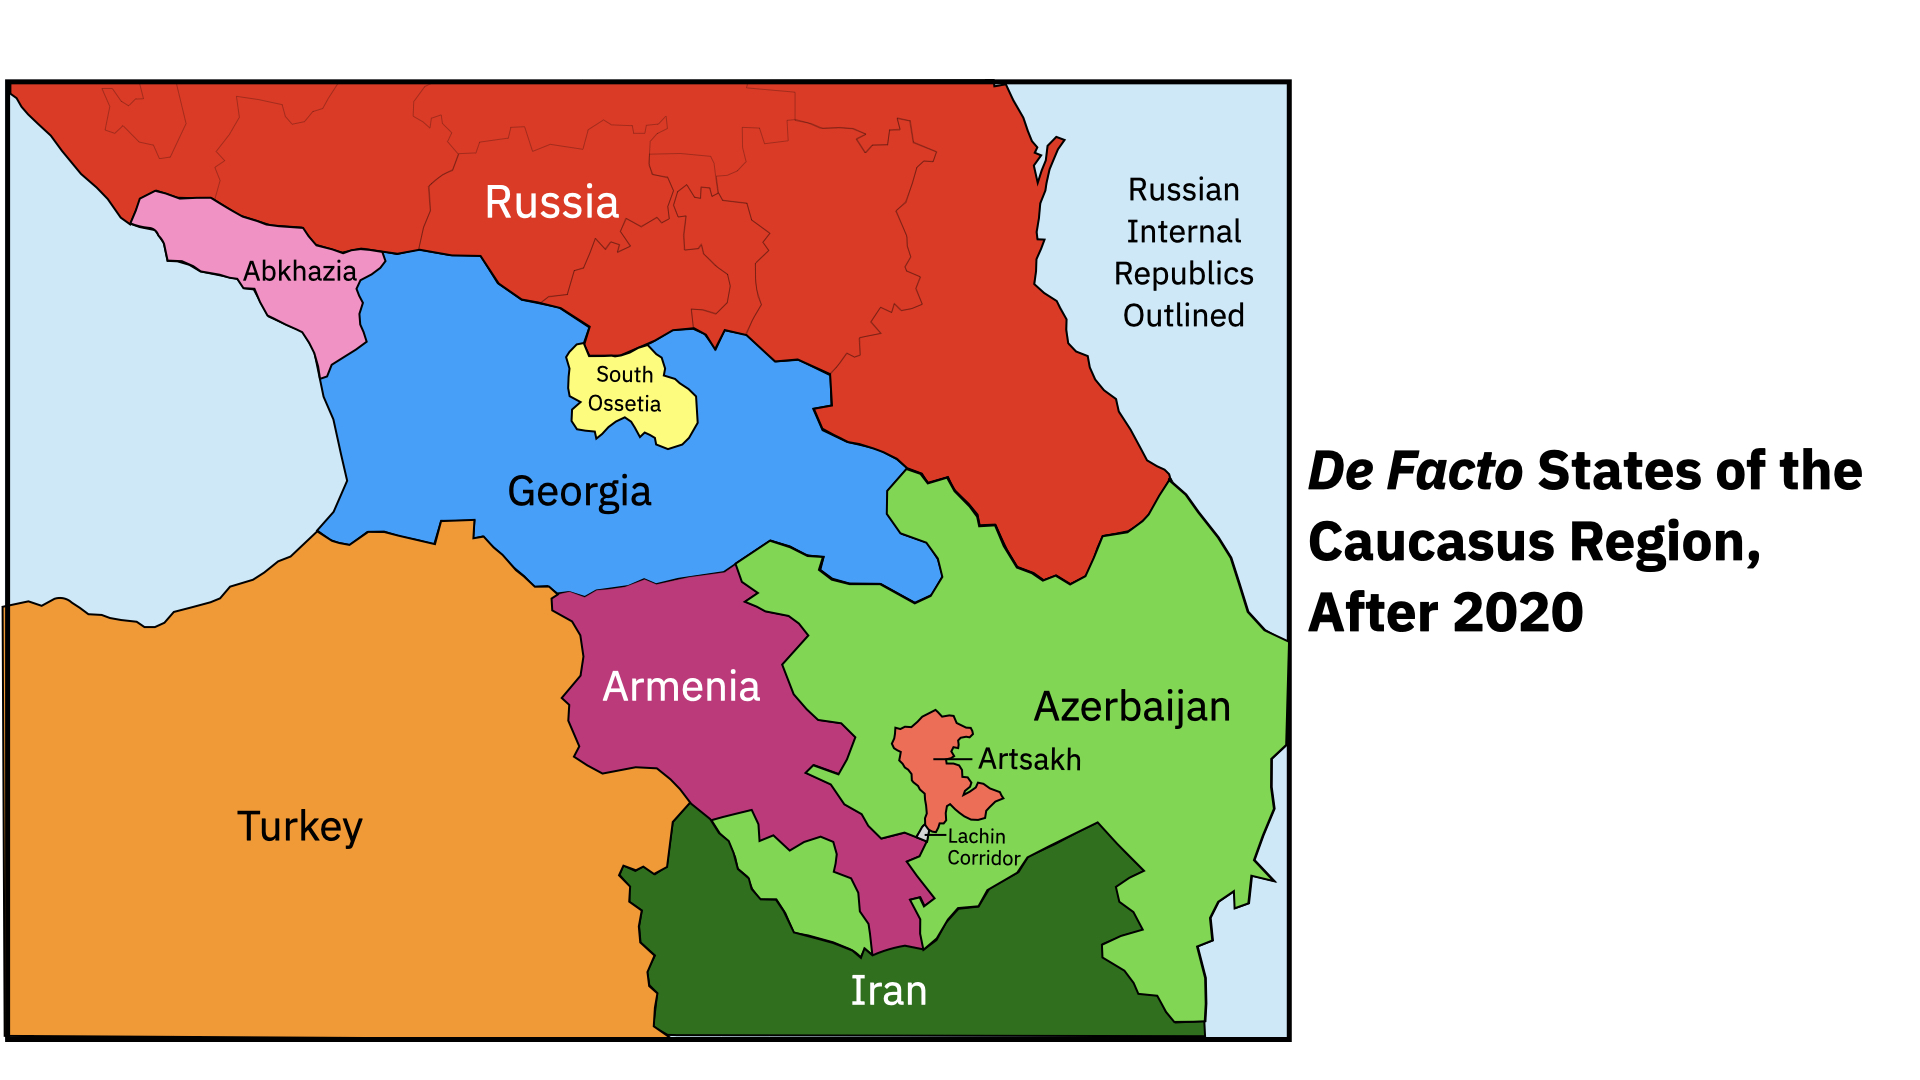 Russia
Russian
Internal
Republics
Outlined
Abkhazia
South
Ossetia
Georgia
De Facto States of the
Caucasus Region,
After 2020
Armenia
Azerbaijan
Artsakh
Turkey
Lachin
Corridor
Iran